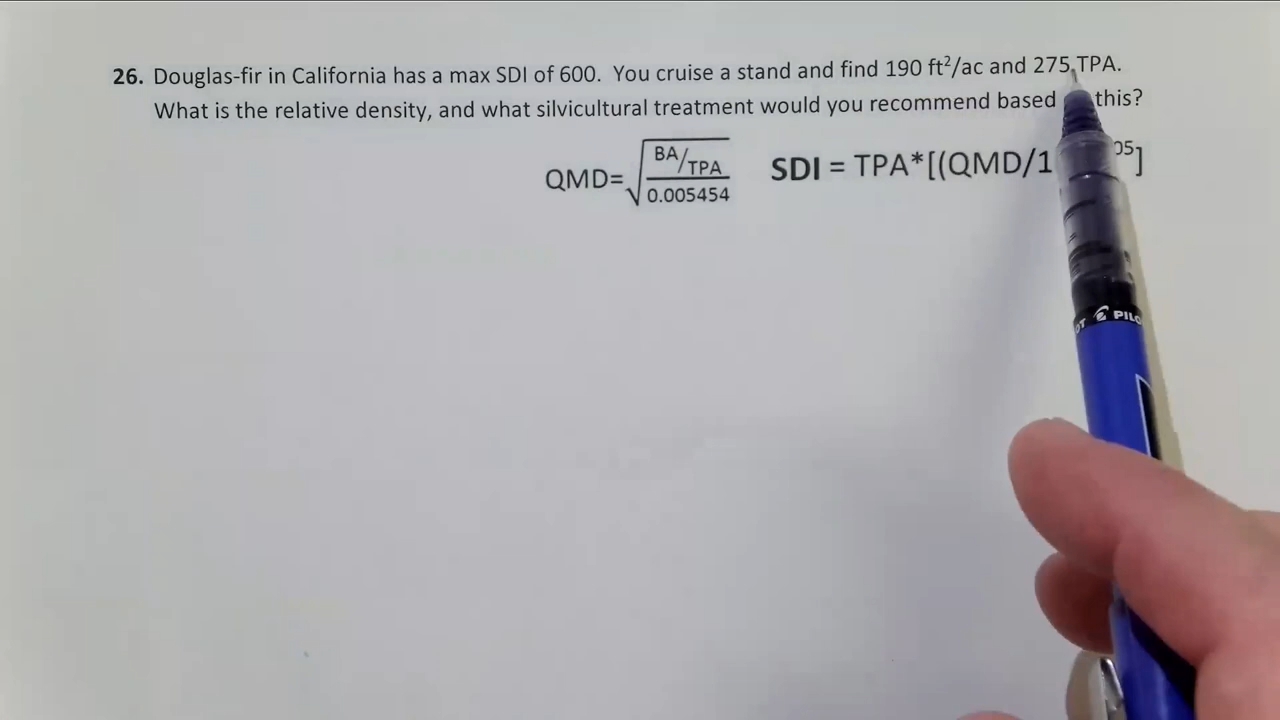 26. Douglas-fir in California has a max SDI of 600. You cruise a stand and find 190 ft²/ac and 275 TPA.
What is the relative density, and what silvicultural treatment would you recommend based this?
QMD=√((BA/TPA)/0.005454) SDI = TPA*[(QMD/1 05]
PILO